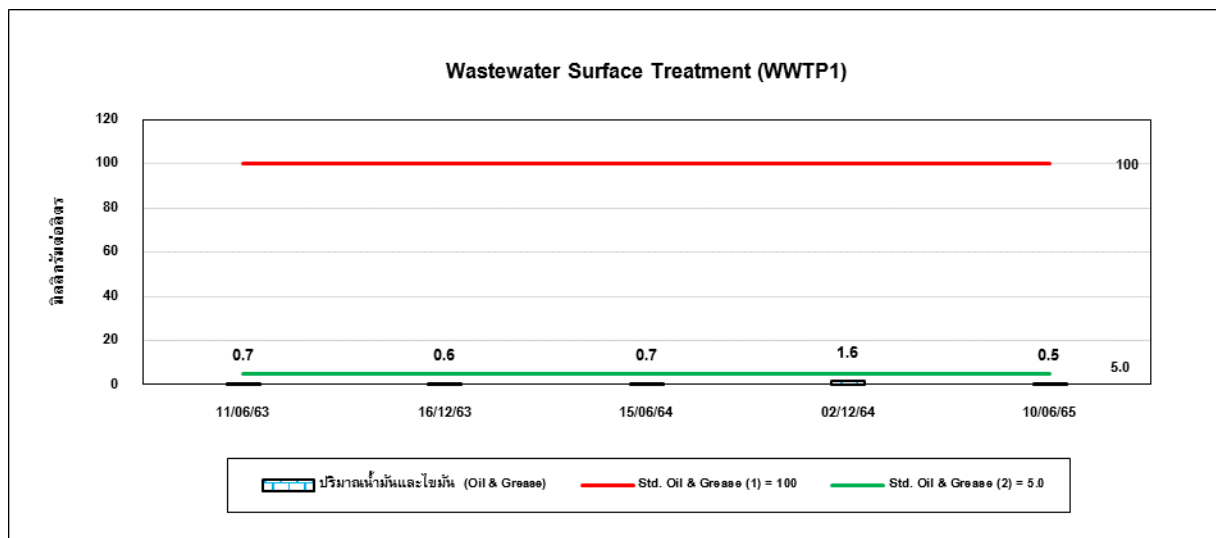 Wastewater Surface Treatment (WWTP1)
มิลลิกรัมต่อลิตร
120
100
80
60
40
20
0
100
5.0
0.7 0.6 0.7 1.6 0.5
11/06/63 16/12/63 15/06/64 02/12/64 10/06/65
ปริมาณน้ำมันและไขมัน (Oil & Grease) Std. Oil & Grease (1) = 100 Std. Oil & Grease (2) = 5.0